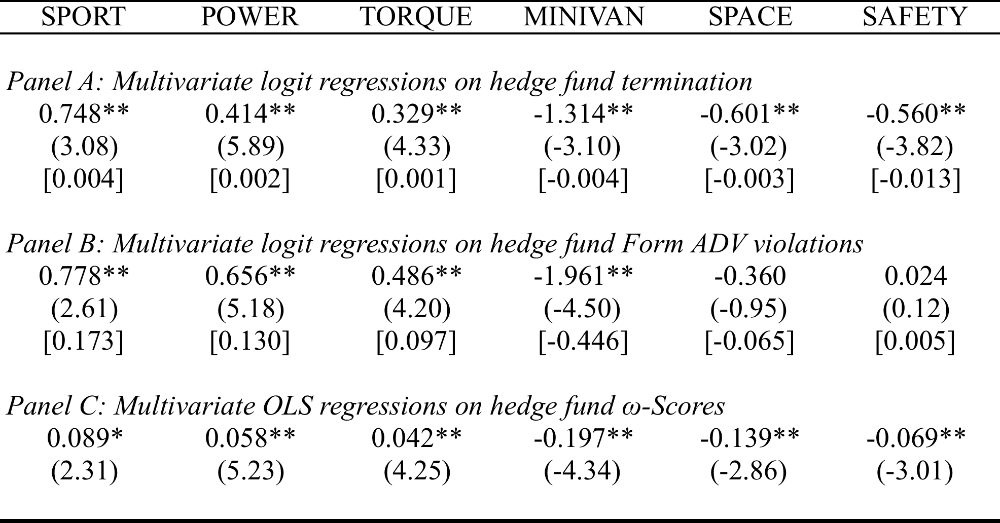 SPORT POWER TORQUE MINIVAN SPACE SAFETY
Panel A: Multivariate logit regressions on hedge fund termination
0.748** 0.414** 0.329** -1.314** -0.601** -0.560**
(3.08) (5.89) (4.33) (-3.10) (-3.02) (-3.82)
[0.004] [0.002] [0.001] [-0.004] [-0.003] [-0.013]
Panel B: Multivariate logit regressions on hedge fund Form ADV violations
0.778** 0.656** 0.486** -1.961** -0.360 0.024
(2.61) (5.18) (4.20) (-4.50) (-0.95) (0.12)
[0.173] [0.130] [0.097] [-0.446] [-0.065] [0.005]
Panel C: Multivariate OLS regressions on hedge fund ω-Scores
0.089* 0.058** 0.042** -0.197** -0.139** -0.069**
(2.31) (5.23) (4.25) (-4.34) (-2.86) (-3.01)